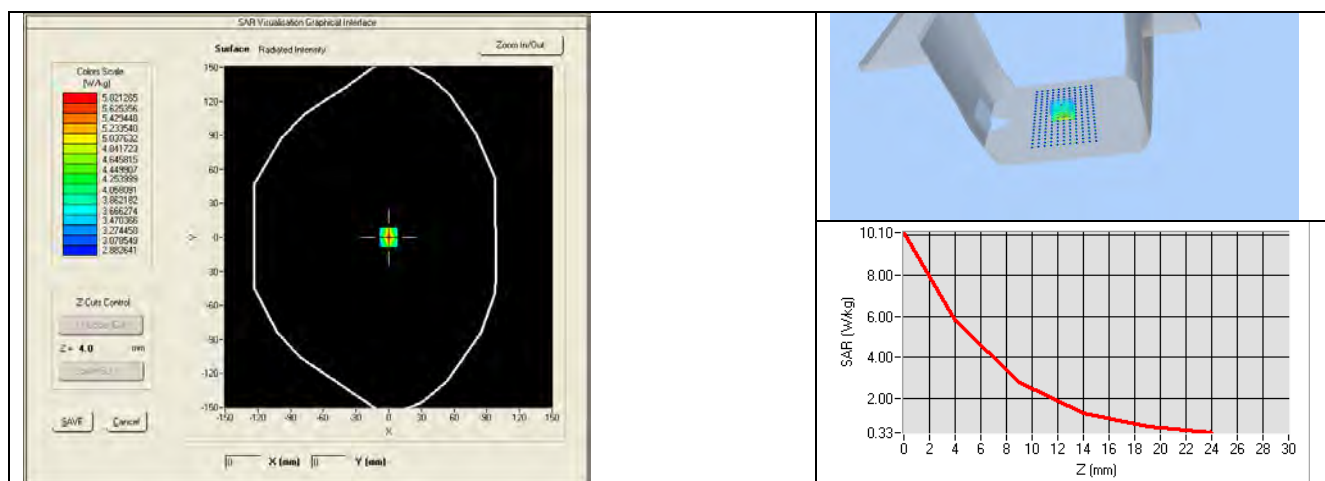 SAR Visualisation Graphical Interface
Surface Radiated Intensity
Zoom In/Out
Colors Scale
(W/kg)
5.821265
5.625356
5.429448
5.233540
5.037632
4.841723
4.645815
4.449907
4.253999
4.058091
3.862182
3.666274
3.470366
3.274458
3.078549
2.882641
Z Cuts Control
Z = 4.0 mm
SAVE Cancel
150-
120-
90-
60-
30-
0-
-30-
-60-
-90-
-120-
-150-
Y
-150 -120 -90 -60 -30 0 30 60 90 120 150
X
0 X (mm) 0 Y (mm)
10.10-
8.00-
6.00-
4.00-
2.00-
0.33-
SAR (W/kg)
0 2 4 6 8 10 12 14 16 18 20 22 24 26 28 30
Z (mm)